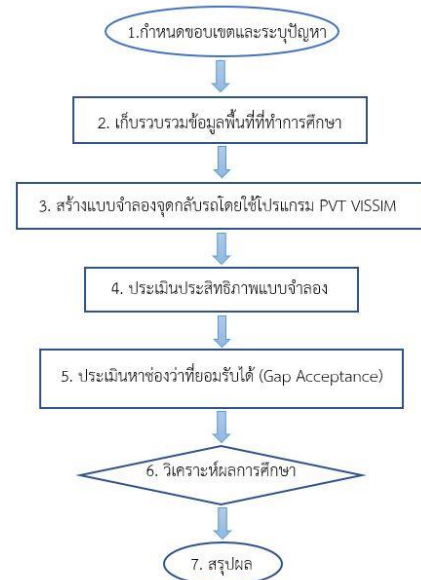 1.กำหนดขอบเขตและระบุปัญหา
2. เก็บรวบรวมข้อมูลพื้นที่ที่ทำการศึกษา
3. สร้างแบบจำลองจุดกลับรถโดยใช้โปรแกรม PVT VISSIM
4. ประเมินประสิทธิภาพแบบจำลอง
5. ประเมินหาช่องว่าที่ยอมรับได้ (Gap Acceptance)
6. วิเคราะห์ผลการศึกษา
7. สรุปผล